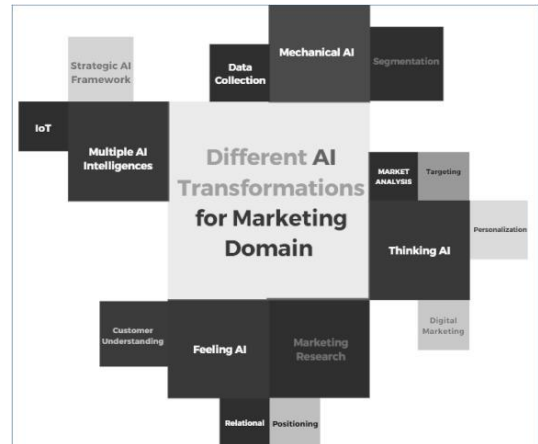 Mechanical AI
Data
Collection
Segmentation
Strategic AI
Framework
IoT
Multiple AI
Intelligences
Different AI
Transformations
for Marketing
Domain
MARKET
ANALYSIS
Targeting
Personalization
Thinking AI
Digital
Marketing
Customer
Understanding
Feeling AI
Marketing
Research
Relational
Positioning